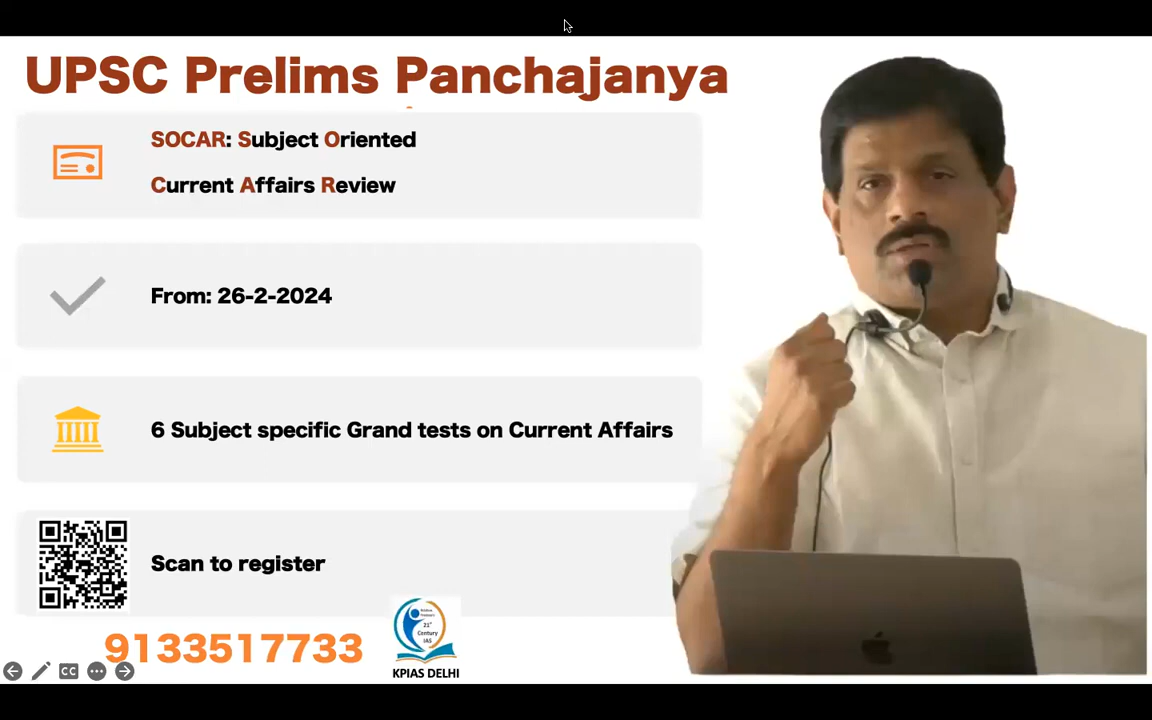 UPSC Prelims Panchajanya
SOCAR: Subject Oriented
Current Affairs Review
From: 26-2-2024
6 Subject specific Grand tests on Current Affairs
Scan to register
9133517733
21st
Century
IAS
KPIAS DELHI
CC